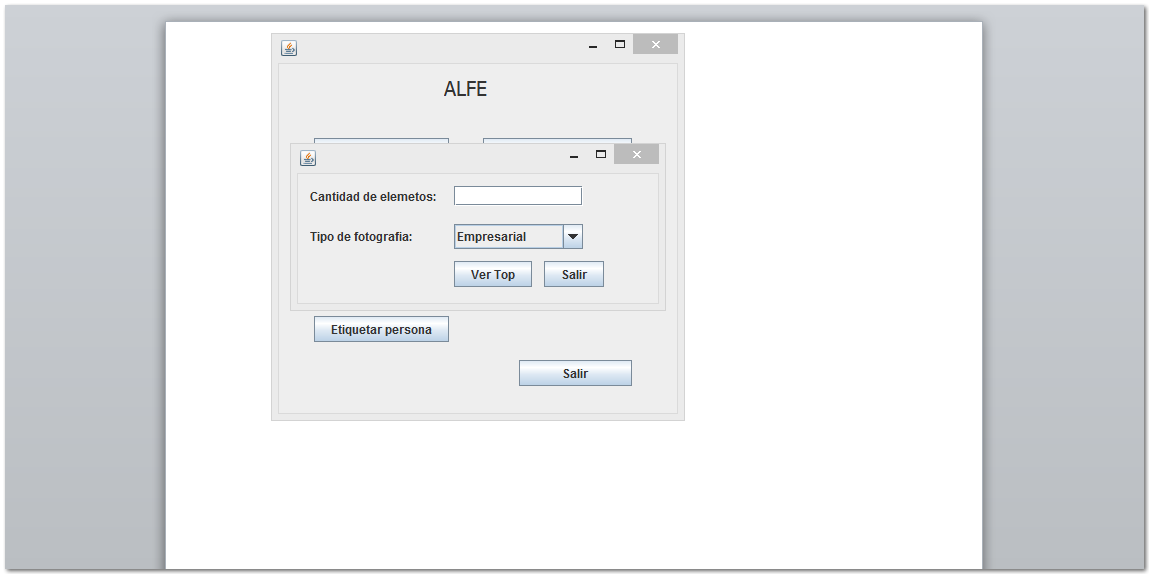 ALFE
Cantidad de elemetos:
Tipo de fotografia: Empresarial
Ver Top Salir
Etiquetar persona
Salir